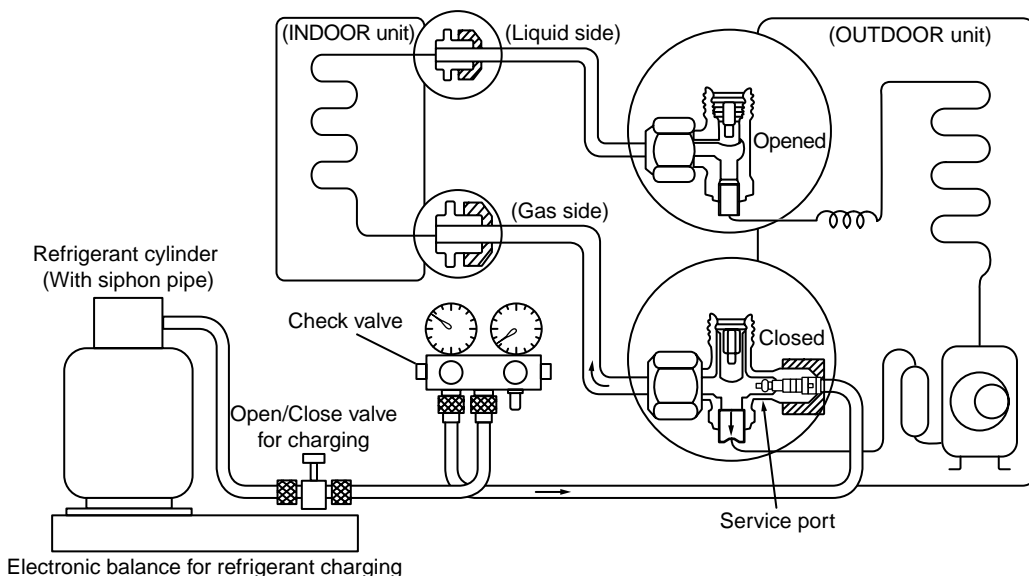 (INDOOR unit)
(Liquid side)
(OUTDOOR unit)
Opened
(Gas side)
Refrigerant cylinder
(With siphon pipe)
Check valve
Closed
Open/Close valve
for charging
Service port
Electronic balance for refrigerant charging